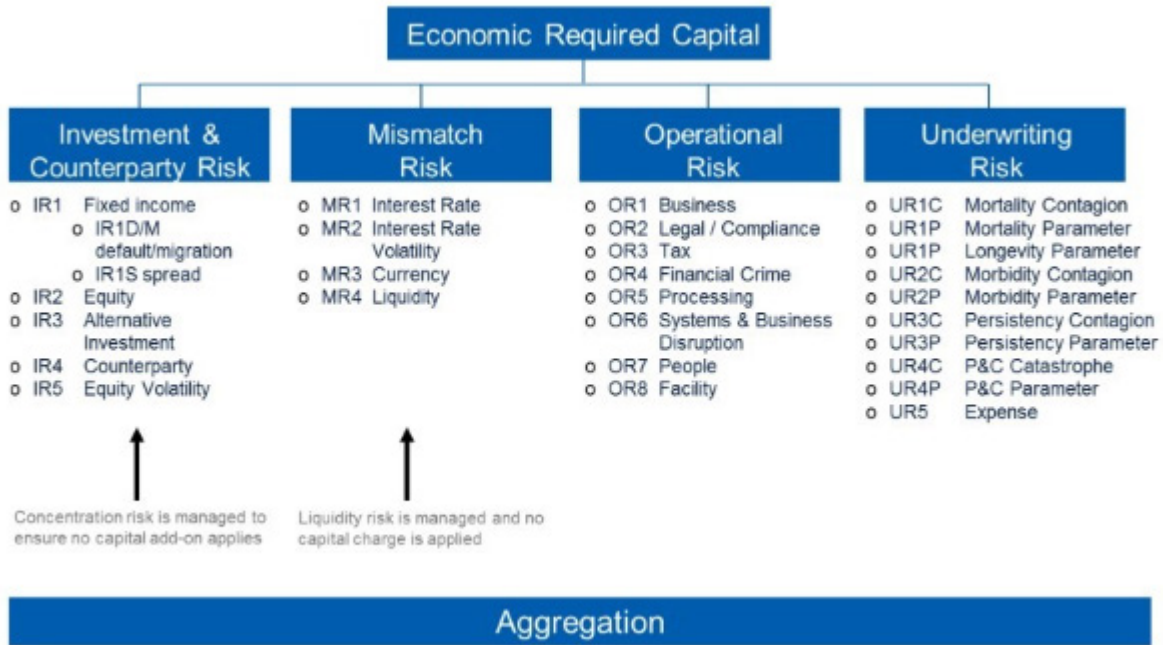 Economic Required Capital
Investment &
Counterparty Risk
o IR1 Fixed income
o IR1D/M
default/migration
o IR1S spread
o IR2 Equity
o IR3 Alternative
Investment
o IR4 Counterparty
o IR5 Equity Volatility
Concentration risk is managed to
ensure no capital add-on applies
Mismatch
Risk
o MR1 Interest Rate
o MR2 Interest Rate
Volatility
o MR3 Currency
o MR4 Liquidity
Liquidity risk is managed and no
capital charge is applied
Operational
Risk
o OR1 Business
o OR2 Legal / Compliance
o OR3 Tax
o OR4 Financial Crime
o OR5 Processing
o OR6 Systems & Business
Disruption
o OR7 People
o OR8 Facility
Underwriting
Risk
o UR1C Mortality Contagion
o UR1P Mortality Parameter
o UR1P Longevity Parameter
o UR2C Morbidity Contagion
o UR2P Morbidity Parameter
o UR3C Persistency Contagion
o UR3P Persistency Parameter
o UR4C P&C Catastrophe
o UR4P P&C Parameter
o UR5 Expense
Aggregation